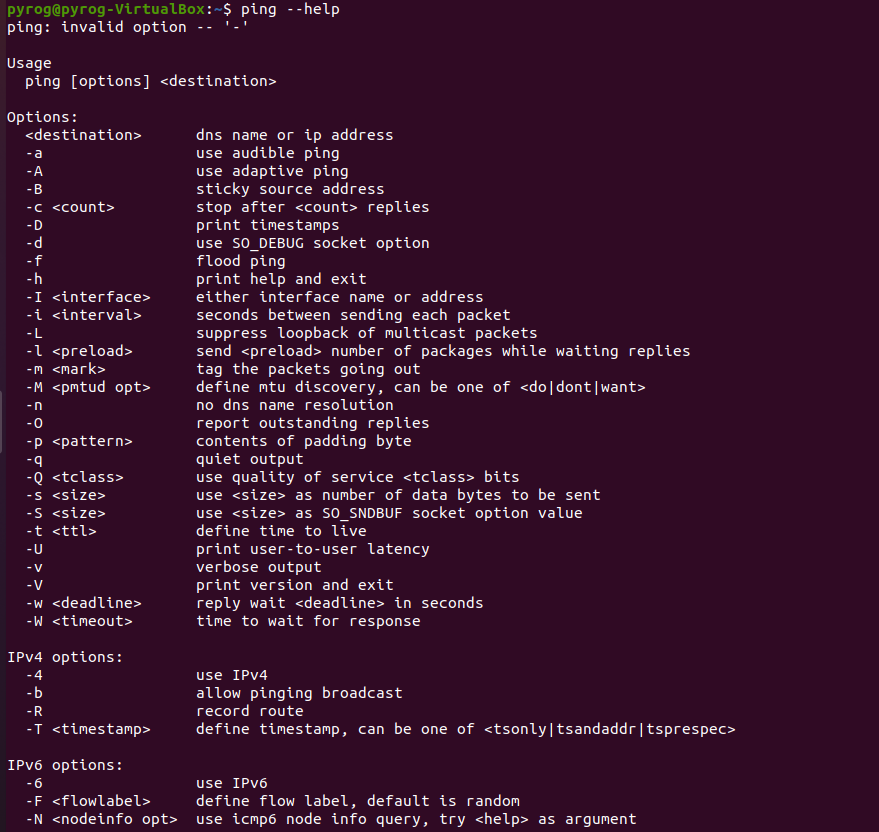 pyrog@pyrog-VirtualBox:~$ ping --help
ping: invalid option -- '-'

Usage
  ping [options] <destination>

Options:
  <destination>      dns name or ip address
  -a                 use audible ping
  -A                 use adaptive ping
  -B                 sticky source address
  -c <count>         stop after <count> replies
  -D                 print timestamps
  -d                 use SO_DEBUG socket option
  -f                 flood ping
  -h                 print help and exit
  -I <interface>     either interface name or address
  -i <interval>      seconds between sending each packet
  -L                 suppress loopback of multicast packets
  -l <preload>       send <preload> number of packages while waiting replies
  -m <mark>          tag the packets going out
  -M <pmtud opt>     define mtu discovery, can be one of <do|dont|want>
  -n                 no dns name resolution
  -O                 report outstanding replies
  -p <pattern>       contents of padding byte
  -q                 quiet output
  -Q <tclass>        use quality of service <tclass> bits
  -s <size>          use <size> as number of data bytes to be sent
  -S <size>          use <size> as SO_SNDBUF socket option value
  -t <ttl>           define time to live
  -U                 print user-to-user latency
  -v                 verbose output
  -V                 print version and exit
  -w <deadline>      reply wait <deadline> in seconds
  -W <timeout>       time to wait for response

IPv4 options:
  -4                 use IPv4
  -b                 allow pinging broadcast
  -R                 record route
  -T <timestamp>     define timestamp, can be one of <tsonly|tsandaddr|tsprespec>

IPv6 options:
  -6                 use IPv6
  -F <flowlabel>     define flow label, default is random
  -N <nodeinfo opt>  use icmp6 node info query, try <help> as argument